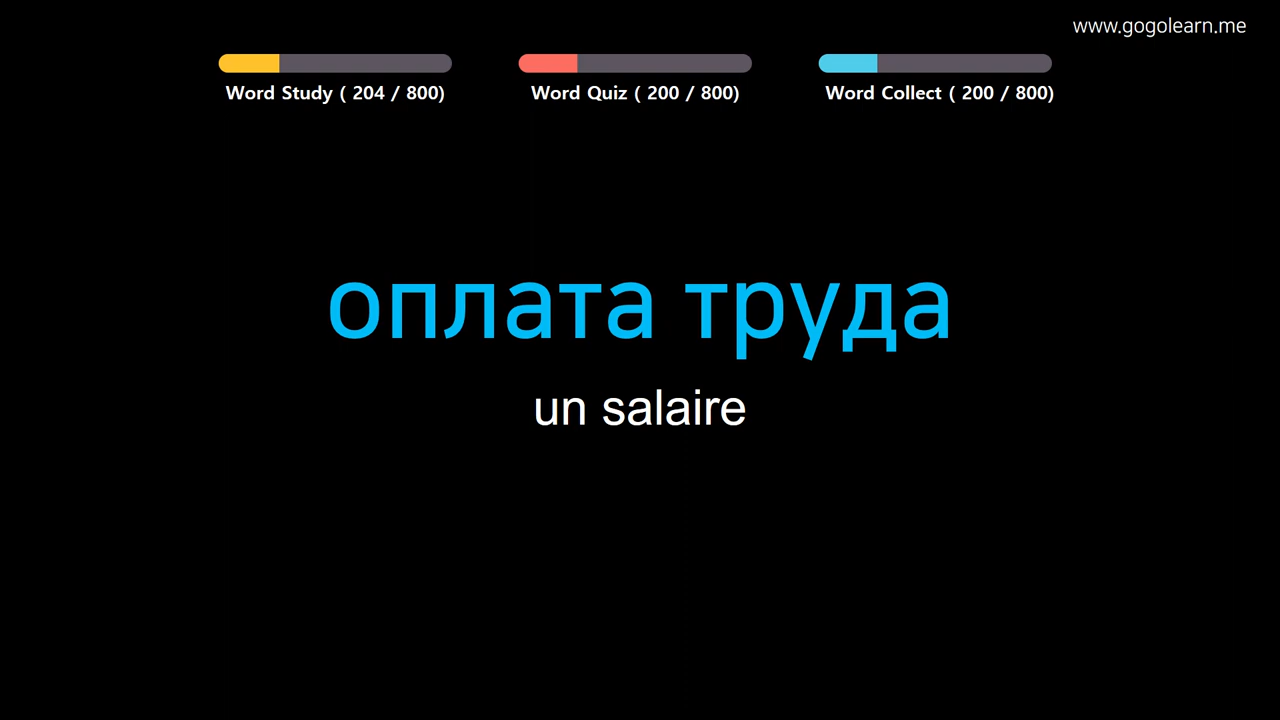 www.gogolearn.me
Word Study ( 204 / 800)
Word Quiz ( 200 / 800)
Word Collect ( 200 / 800)
оплата труда
un salaire